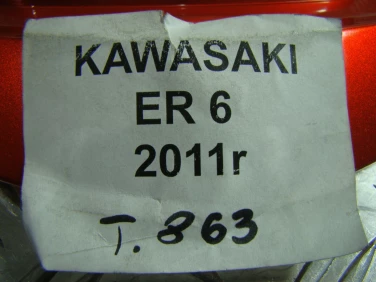 KAWASAKI
ER 6
2011r
T. 863